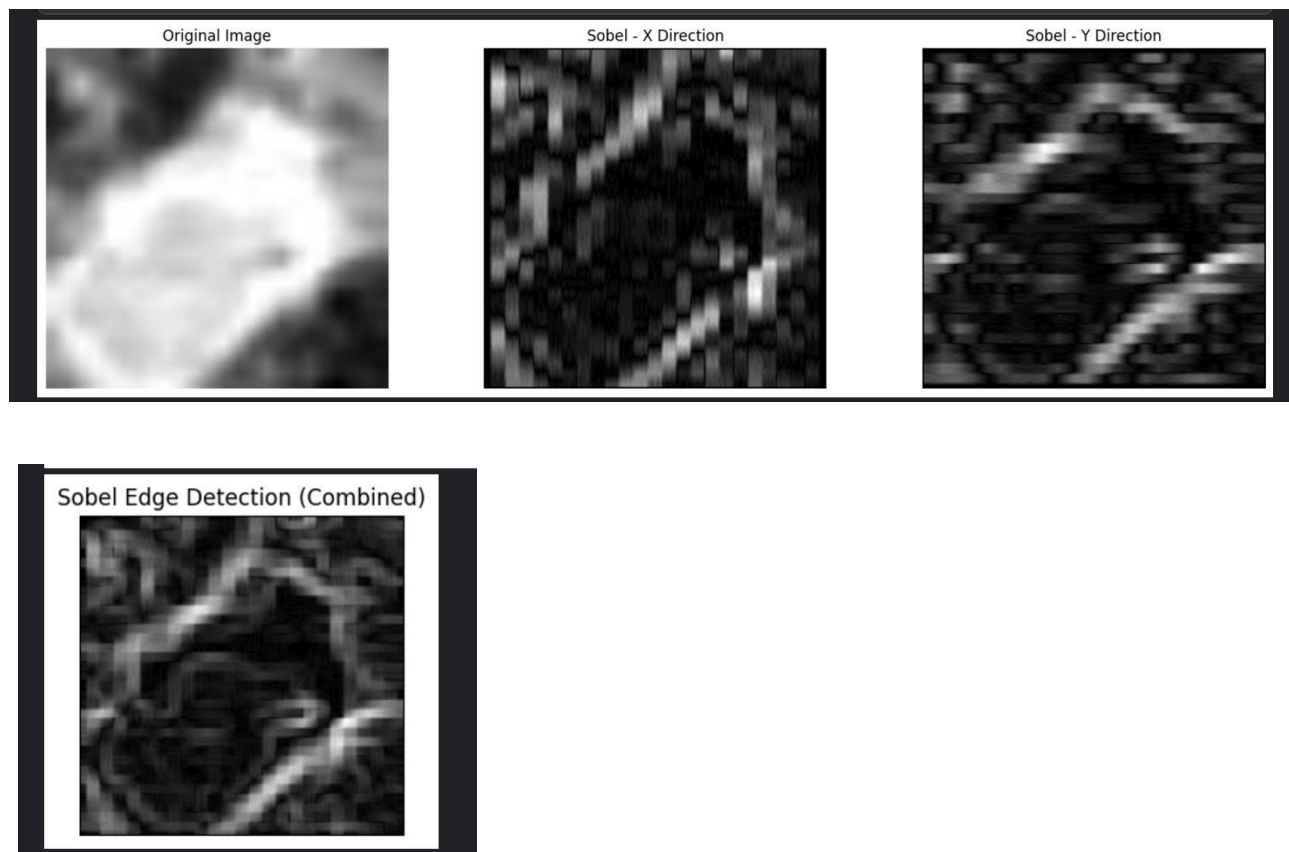 Original Image
Sobel - X Direction
Sobel - Y Direction
Sobel Edge Detection (Combined)